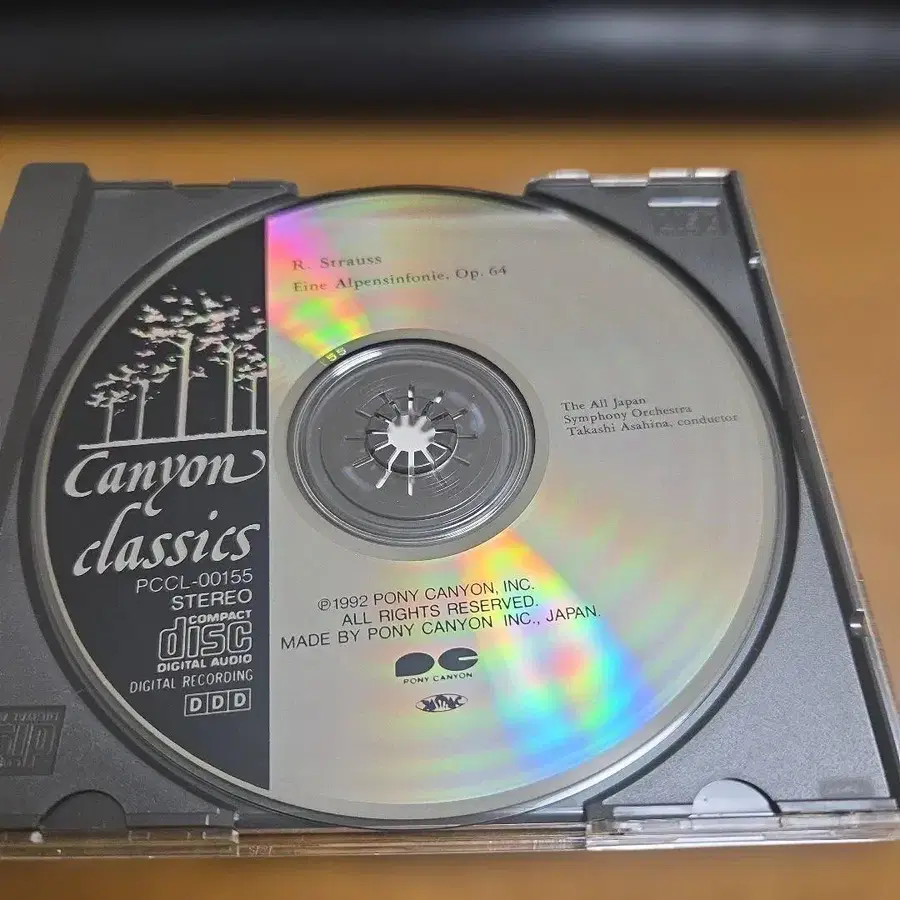 R. Strauss
Eine Alpensinfonie, Op. 64
55
The All Japan
Symphony Orchestra
Takashi Asahina, conductor
Canyon
classics
PCCL-00155
STEREO
COMPACT
disc
DIGITAL AUDIO
DIGITAL RECORDING
DDD
℗1992 PONY CANYON, INC.
ALL RIGHTS RESERVED.
MADE BY PONY CANYON INC., JAPAN.
PC
PONY CANYON